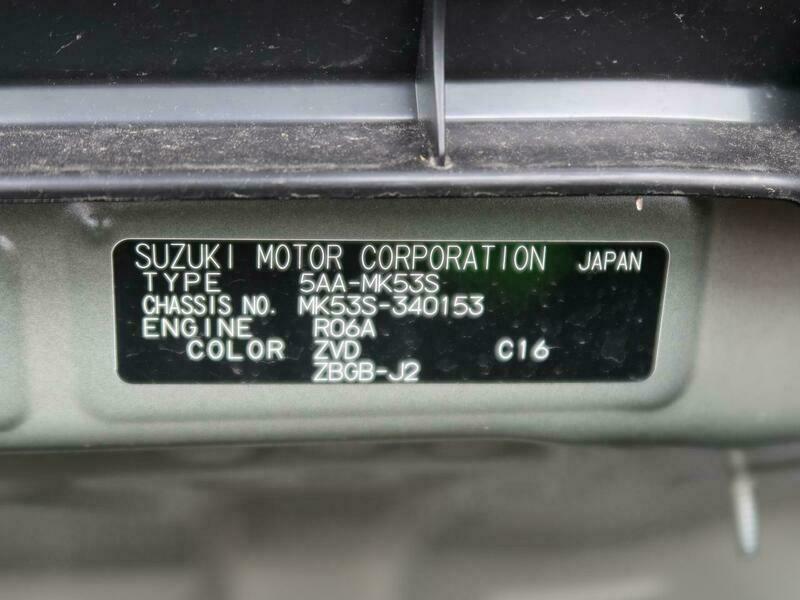 SUZUKI MOTOR CORPORATION JAPAN
TYPE 5AA-MK53S
CHASSIS NO. MK53S-340153
ENGINE R06A
COLOR ZVD C16
ZBGB-J2